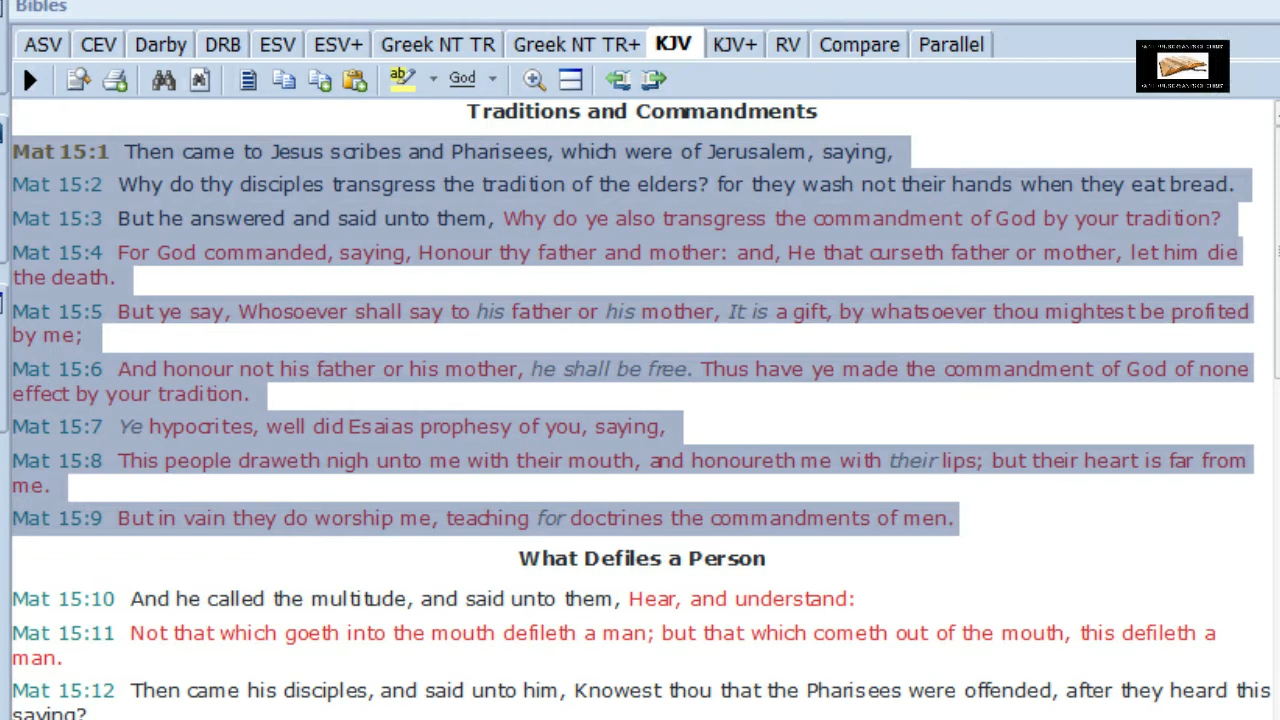 Bibles
ASV CEV Darby DRB ESV ESV+ Greek NT TR Greek NT TR+ KJV KJV+ RV Compare Parallel
ab God
Traditions and Commandments
Mat 15:1 Then came to Jesus scribes and Pharisees, which were of Jerusalem, saying,
Mat 15:2 Why do thy disciples transgress the tradition of the elders? for they wash not their hands when they eat bread.
Mat 15:3 But he answered and said unto them, Why do ye also transgress the commandment of God by your tradition?
Mat 15:4 For God commanded, saying, Honour thy father and mother: and, He that curseth father or mother, let him die
the death.
Mat 15:5 But ye say, Whosoever shall say to his father or his mother, It is a gift, by whatsoever thou mightest be profited
by me;
Mat 15:6 And honour not his father or his mother, he shall be free. Thus have ye made the commandment of God of none
effect by your tradition.
Mat 15:7 Ye hypocrites, well did Esaias prophesy of you, saying,
Mat 15:8 This people draweth nigh unto me with their mouth, and honoureth me with their lips; but their heart is far from
me.
Mat 15:9 But in vain they do worship me, teaching for doctrines the commandments of men.
What Defiles a Person
Mat 15:10 And he called the multitude, and said unto them, Hear, and understand:
Mat 15:11 Not that which goeth into the mouth defileth a man; but that which cometh out of the mouth, this defileth a
man.
Mat 15:12 Then came his disciples, and said unto him, Knowest thou that the Pharisees were offended, after they heard this
saying?